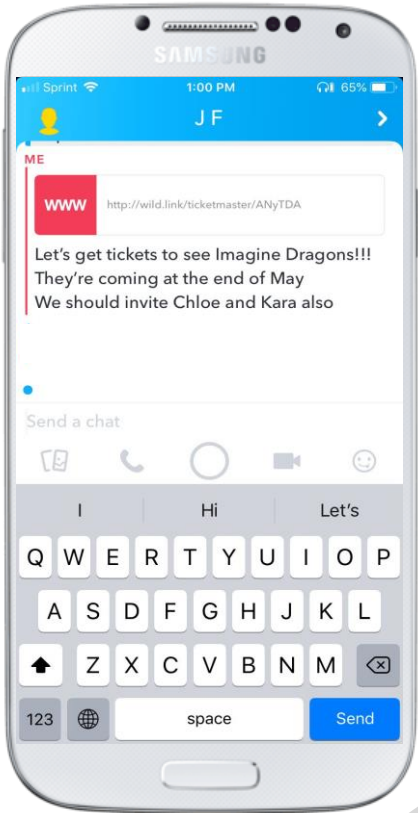 SAMSUNG
Sprint 1:00 PM 65%
J F
ME
www http://wild.link/ticketmaster/ANyTDA
Let's get tickets to see Imagine Dragons!!!
They're coming at the end of May
We should invite Chloe and Kara also
Send a chat
I Hi Let's
Q W E R T Y U I O P
A S D F G H J K L
Z X C V B N M
123 space Send